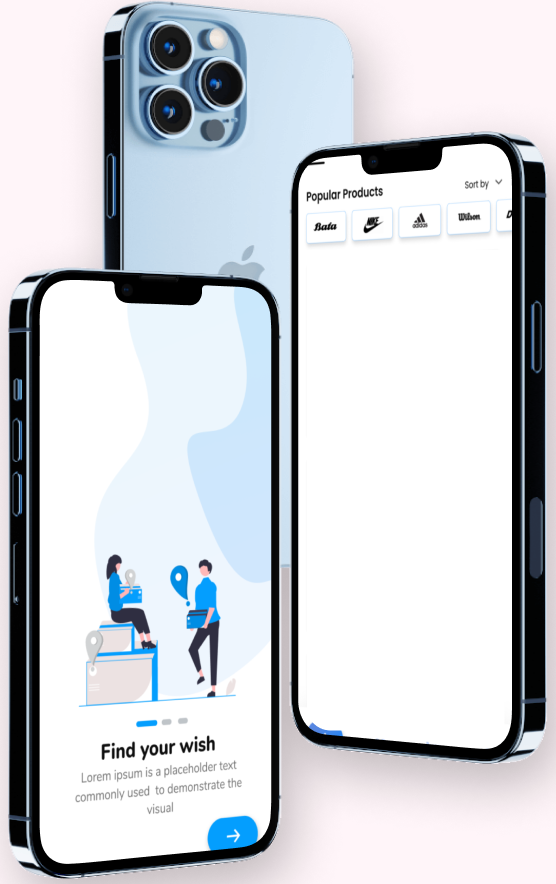 Popular Products
Sort by
Bata
NIKE
adidas
Wilson
Find your wish
Lorem ipsum is a placeholder text
commonly used to demonstrate the
visual